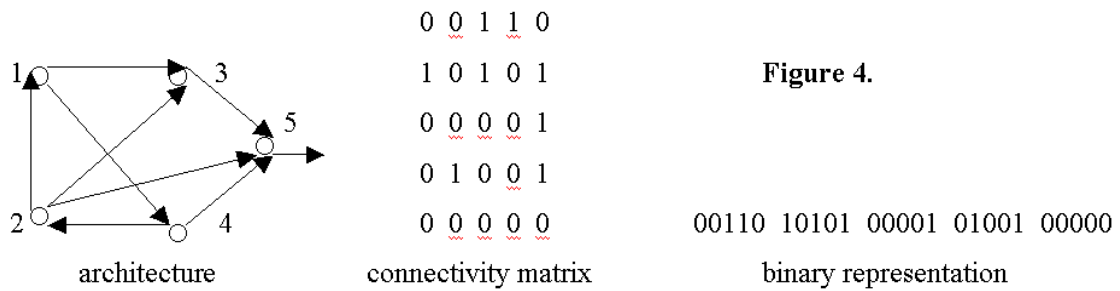 0 0 1 1 0
1 3 1 0 1 0 1 Figure 4.
5 0 0 0 0 1
0 1 0 0 1
2 4 0 0 0 0 0 00110 10101 00001 01001 00000
architecture connectivity matrix binary representation